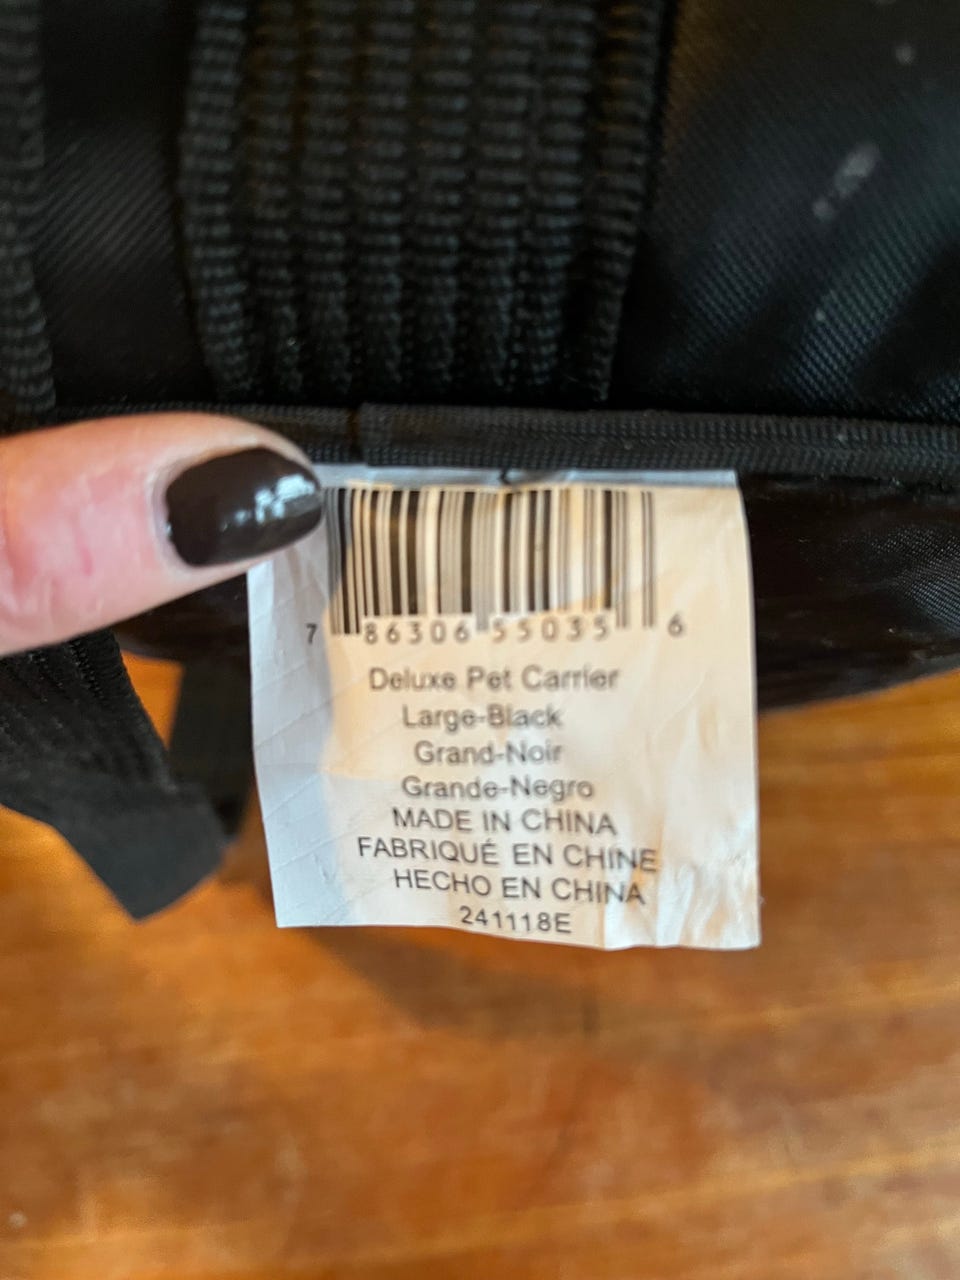 7 86306 55035 6
Deluxe Pet Carrier
Large-Black
Grand-Noir
Grande-Negro
MADE IN CHINA
FABRIQUÉ EN CHINE
HECHO EN CHINA
241118E